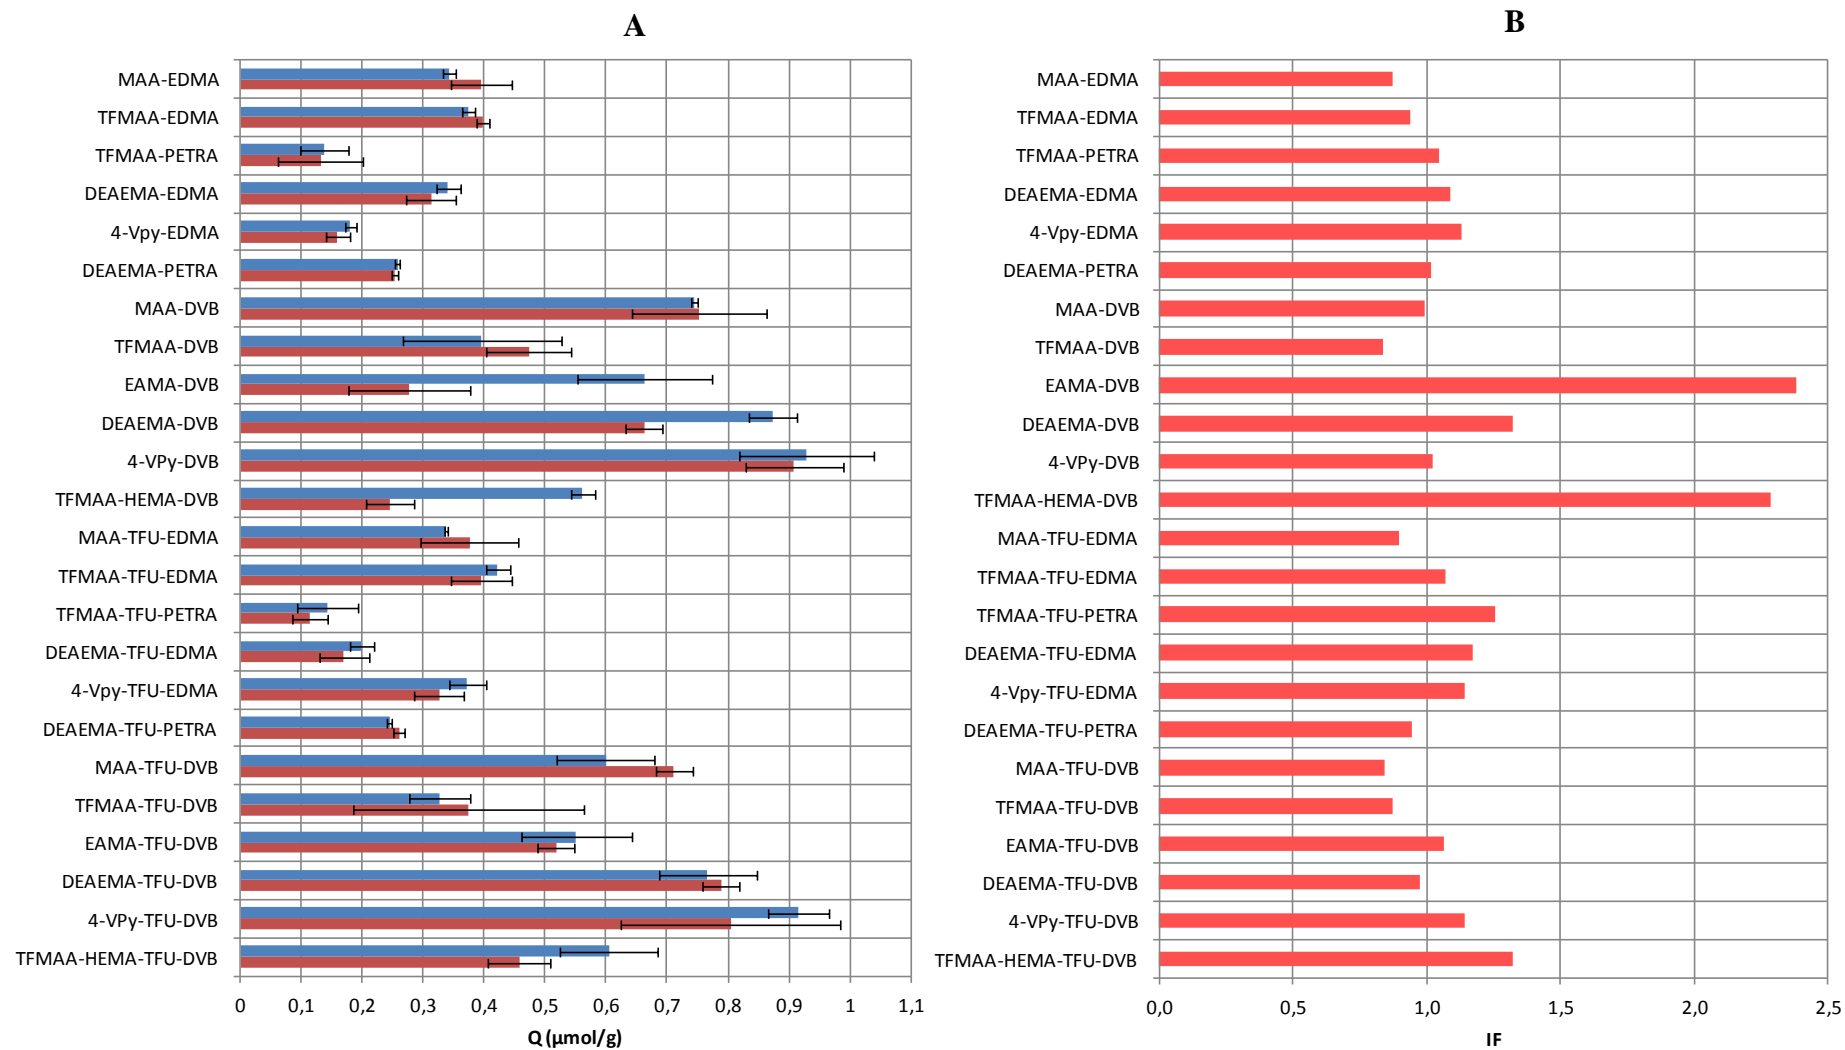 A
MAA-EDMA
TFMAA-EDMA
TFMAA-PETRA
DEAEMA-EDMA
4-Vpy-EDMA
DEAEMA-PETRA
MAA-DVB
TFMAA-DVB
EAMA-DVB
DEAEMA-DVB
4-VPy-DVB
TFMAA-HEMA-DVB
MAA-TFU-EDMA
TFMAA-TFU-EDMA
TFMAA-TFU-PETRA
DEAEMA-TFU-EDMA
4-Vpy-TFU-EDMA
DEAEMA-TFU-PETRA
MAA-TFU-DVB
TFMAA-TFU-DVB
EAMA-TFU-DVB
DEAEMA-TFU-DVB
4-VPy-TFU-DVB
TFMAA-HEMA-TFU-DVB
0 0,1 0,2 0,3 0,4 0,5 0,6 0,7 0,8 0,9 1 1,1
Q (µmol/g)
B
MAA-EDMA
TFMAA-EDMA
TFMAA-PETRA
DEAEMA-EDMA
4-Vpy-EDMA
DEAEMA-PETRA
MAA-DVB
TFMAA-DVB
EAMA-DVB
DEAEMA-DVB
4-VPy-DVB
TFMAA-HEMA-DVB
MAA-TFU-EDMA
TFMAA-TFU-EDMA
TFMAA-TFU-PETRA
DEAEMA-TFU-EDMA
4-Vpy-TFU-EDMA
DEAEMA-TFU-PETRA
MAA-TFU-DVB
TFMAA-TFU-DVB
EAMA-TFU-DVB
DEAEMA-TFU-DVB
4-VPy-TFU-DVB
TFMAA-HEMA-TFU-DVB
0,0 0,5 1,0 1,5 2,0 2,5
IF